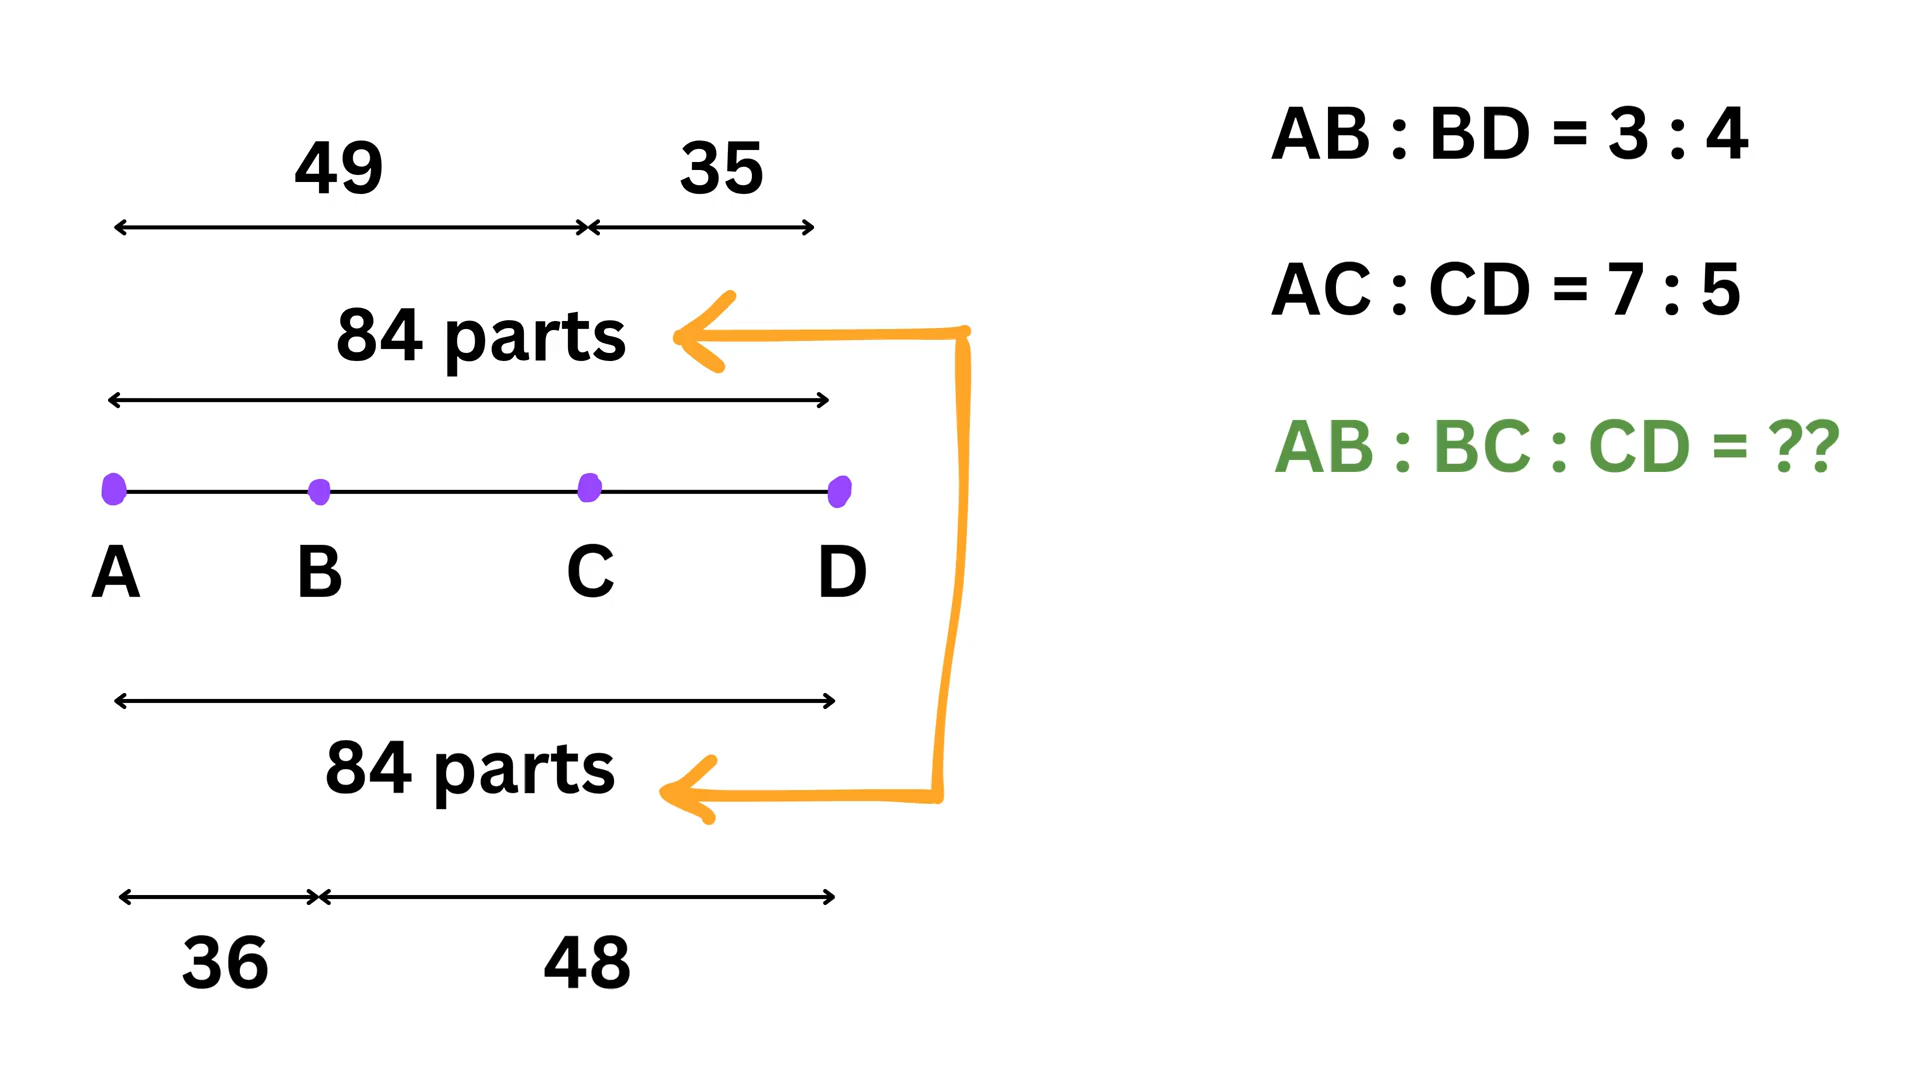 49 35
84 parts
A B C D
84 parts
36 48
AB : BD = 3 : 4
AC : CD = 7 : 5
AB : BC : CD = ??